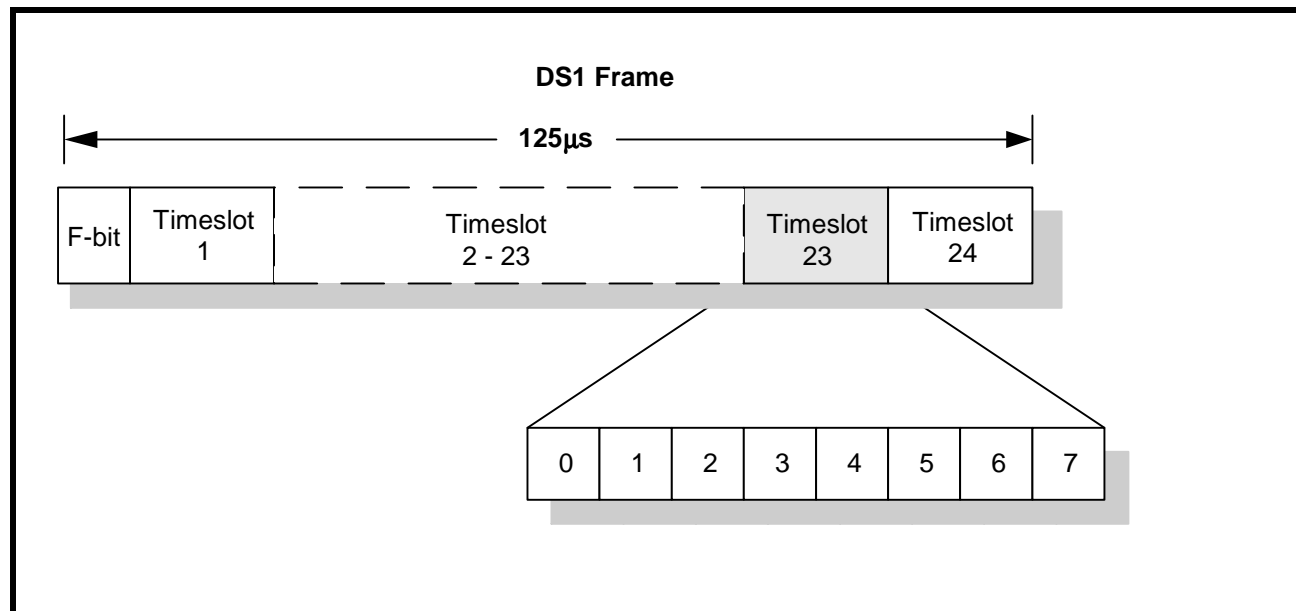 DS1 Frame
125μs
F-bit
Timeslot
1
Timeslot
2 - 23
Timeslot
23
Timeslot
24
0 1 2 3 4 5 6 7